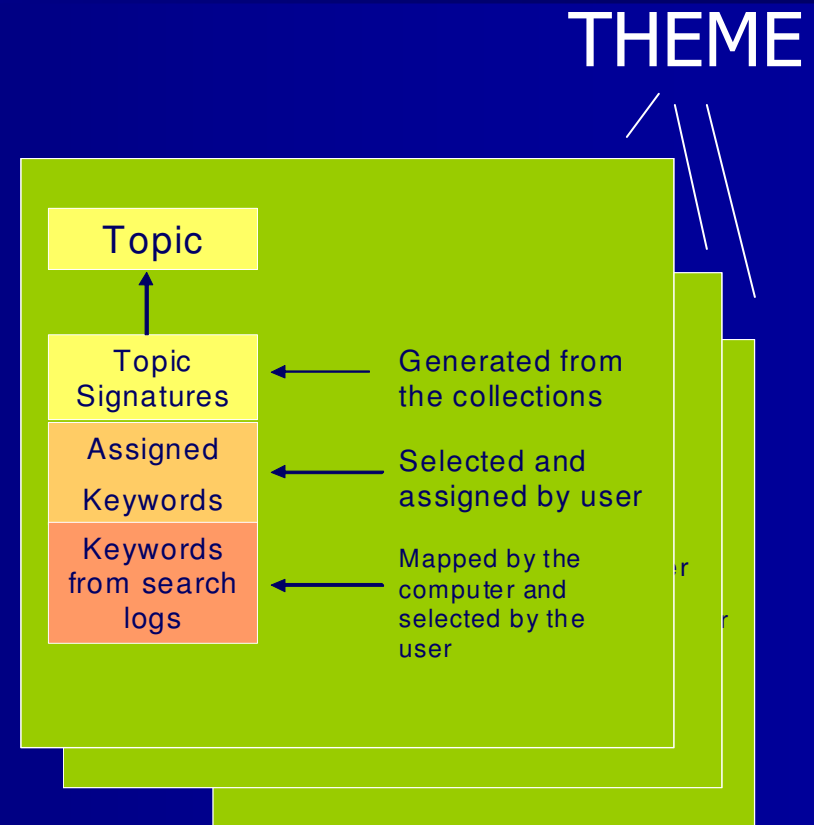 THEME
Topic
Topic
Signatures
Generated from
the collections
Assigned
Keywords
Selected and
assigned by user
Keywords
from search
logs
Mapped by the
computer and
selected by the
user